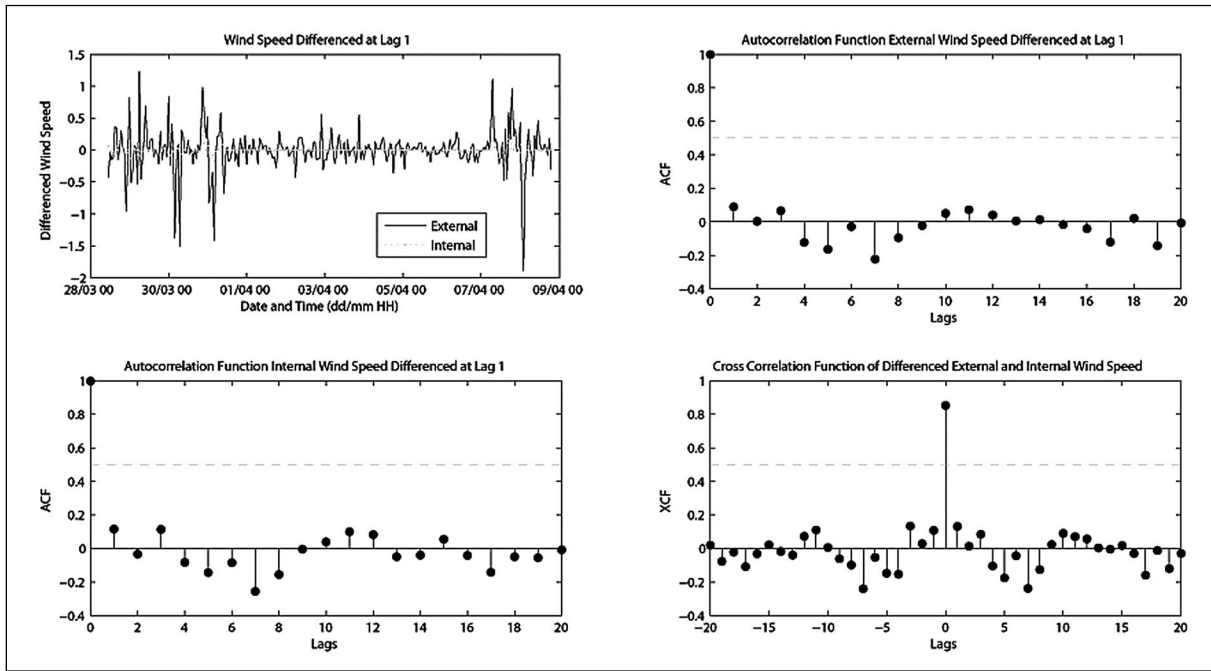 Wind Speed Differenced at Lag 1
1.5
1
0.5
0
−0.5
−1
−1.5
−2
Differenced Wind Speed
External
Internal
28/03 00 30/03 00 01/04 00 03/04 00 05/04 00 07/04 00 09/04 00
Date and Time (dd/mm HH)
Autocorrelation Function External Wind Speed Differenced at Lag 1
1
0.8
0.6
0.4
0.2
0
−0.2
−0.4
ACF
0 2 4 6 8 10 12 14 16 18 20
Lags
Autocorrelation Function Internal Wind Speed Differenced at Lag 1
1
0.8
0.6
0.4
0.2
0
−0.2
−0.4
ACF
0 2 4 6 8 10 12 14 16 18 20
Lags
Cross Correlation Function of Differenced External and Internal Wind Speed
1
0.8
0.6
0.4
0.2
0
−0.2
−0.4
XCF
−20 −15 −10 −5 0 5 10 15 20
Lags